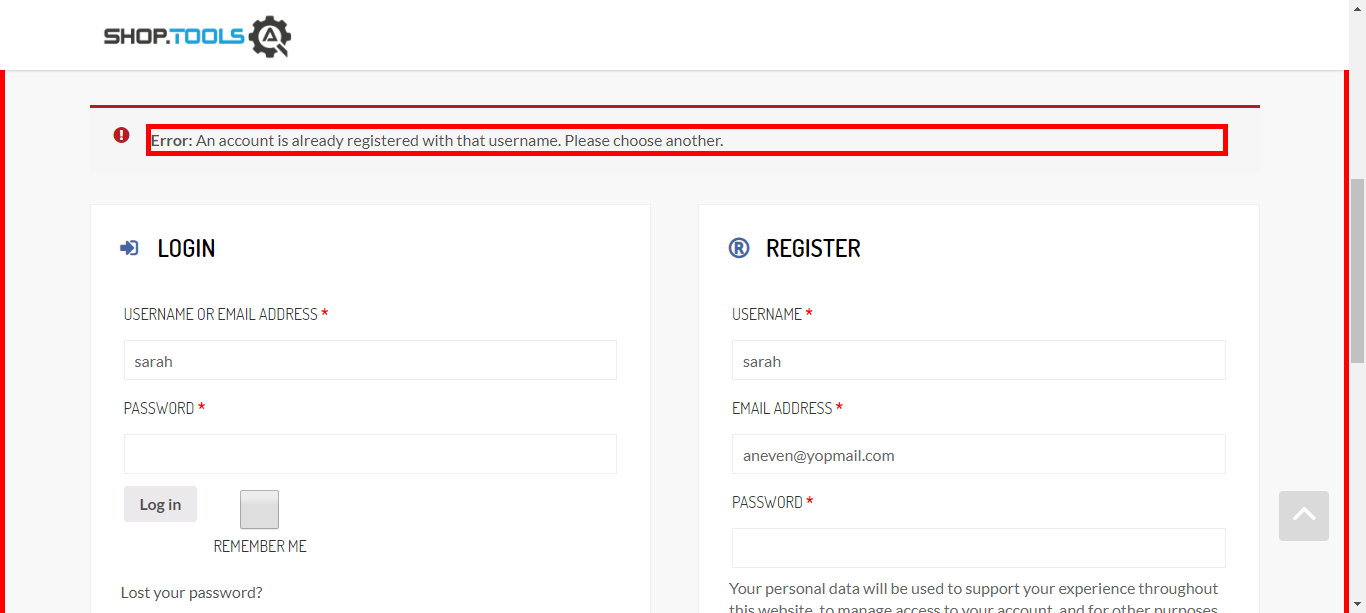 SHOP.TOOLS
Error: An account is already registered with that username. Please choose another.
LOGIN
USERNAME OR EMAIL ADDRESS *
sarah
PASSWORD *
Log in
REMEMBER ME
Lost your password?
REGISTER
USERNAME *
sarah
EMAIL ADDRESS *
aneven@yopmail.com
PASSWORD *
Your personal data will be used to support your experience throughout
this website, to manage access to your account, and for other purposes